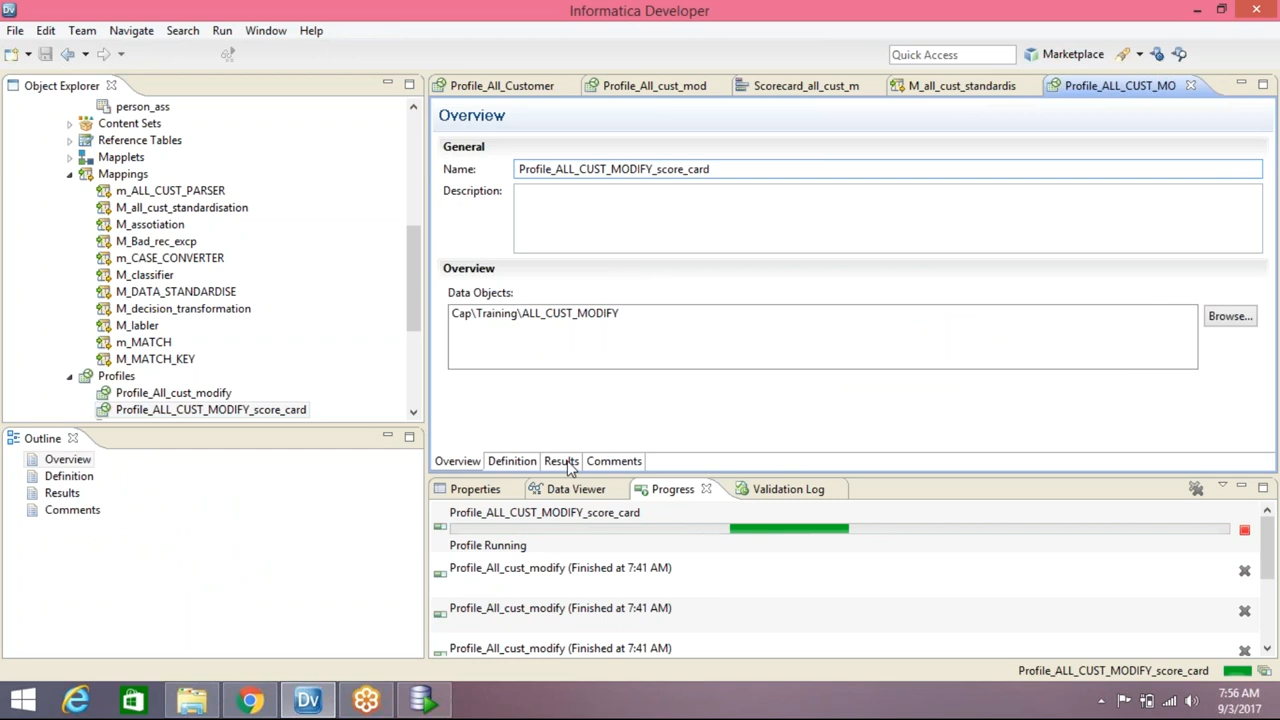 Informatica Developer
File Edit Team Navigate Search Run Window Help
Quick Access Marketplace
Object Explorer
Profile_All_Customer Profile_All_cust_mod Scorecard_all_cust_m M_all_cust_standardis Profile_ALL_CUST_MO
person_ass
Content Sets
Reference Tables
Mapplets
Mappings
m_ALL_CUST_PARSER
M_all_cust_standardisation
M_assotiation
M_Bad_rec_excp
m_CASE_CONVERTER
M_classifier
M_DATA_STANDARDISE
M_decision_transformation
M_labler
m_MATCH
M_MATCH_KEY
Profiles
Profile_All_cust_modify
Profile_ALL_CUST_MODIFY_score_card
Overview
General
Name: Profile_ALL_CUST_MODIFY_score_card
Description:
Overview
Data Objects:
Cap\Training\ALL_CUST_MODIFY
Browse...
Overview Definition Results Comments
Outline
Overview
Definition
Results
Comments
Properties Data Viewer Progress Validation Log
Profile_ALL_CUST_MODIFY_score_card
Profile Running
Profile_All_cust_modify (Finished at 7:41 AM)
Profile_All_cust_modify (Finished at 7:41 AM)
Profile_All_cust_modify (Finished at 7:41 AM)
Profile_ALL_CUST_MODIFY_score_card
Dv
Dv
7:56 AM
9/3/2017